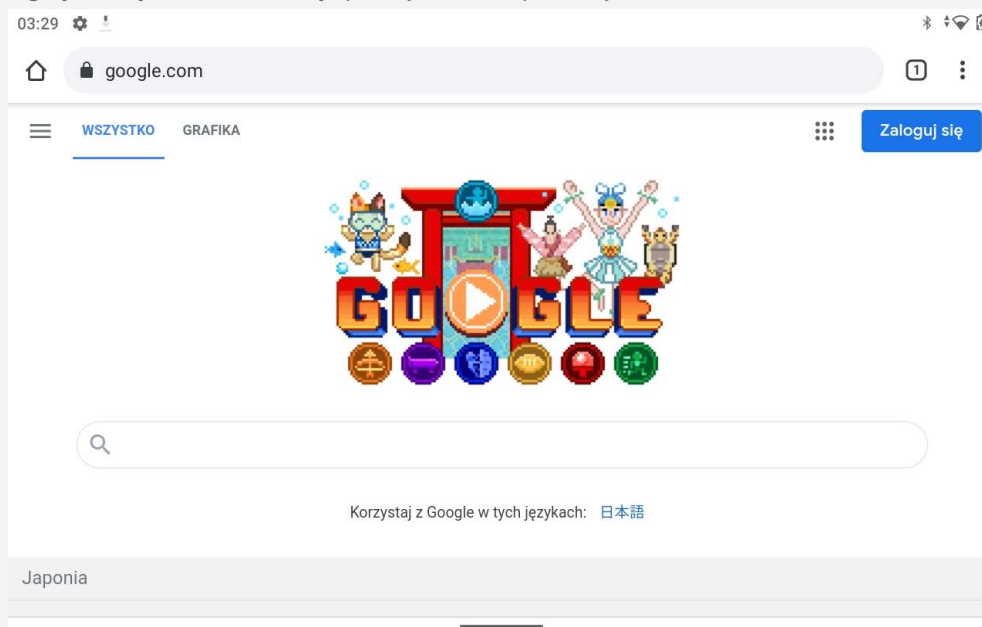 03:29
google.com
1
WSZYSTKO GRAFIKA
Zaloguj się
GOOGLE
Korzystaj z Google w tych językach: 日本語
Japonia